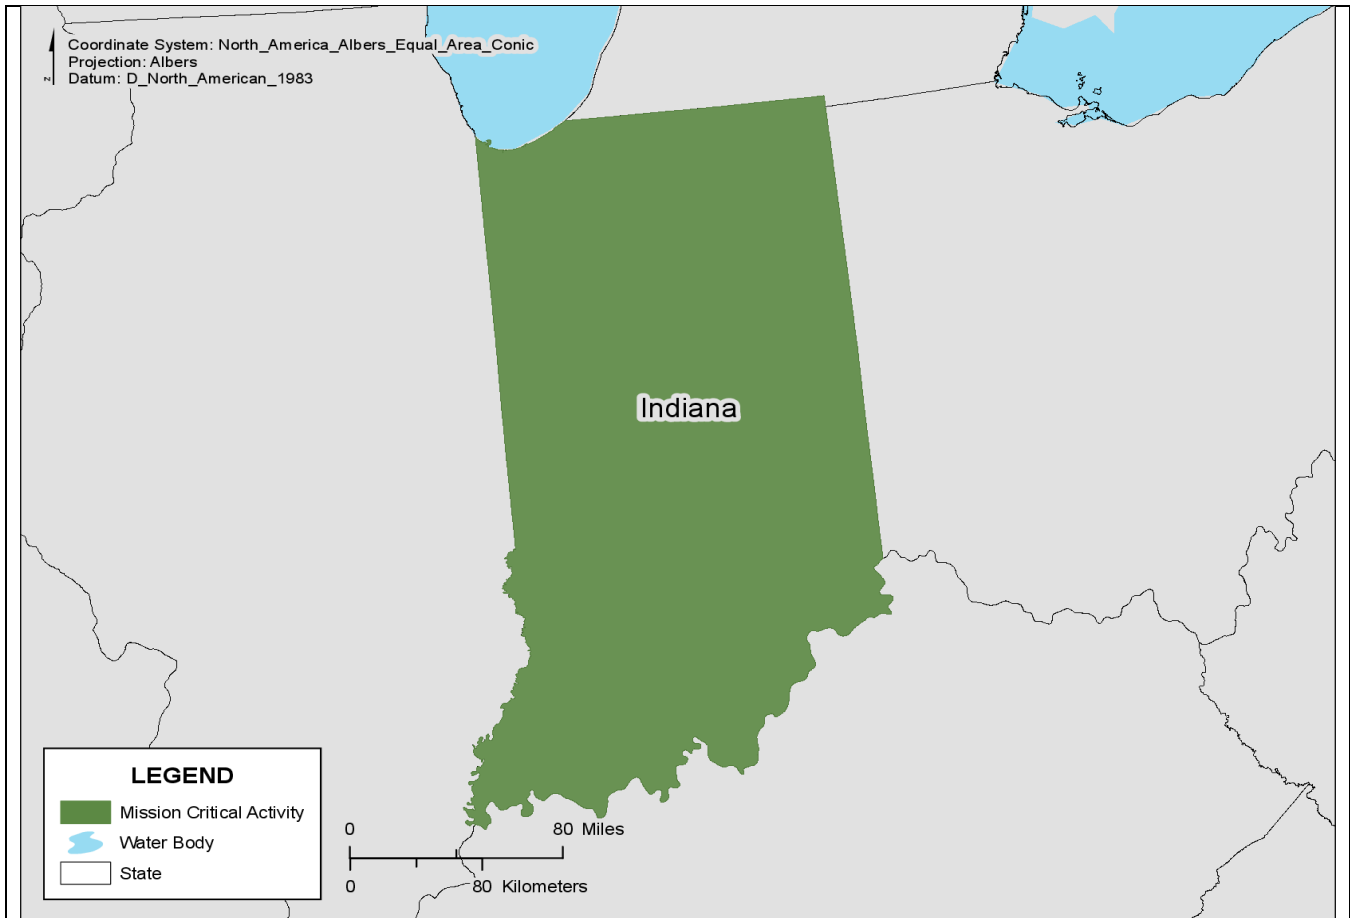 Coordinate System: North_America_Albers_Equal_Area_Conic
Projection: Albers
Datum: D_North_American_1983
N
Indiana
LEGEND
Mission Critical Activity
Water Body
State
0 80 Miles
0 80 Kilometers